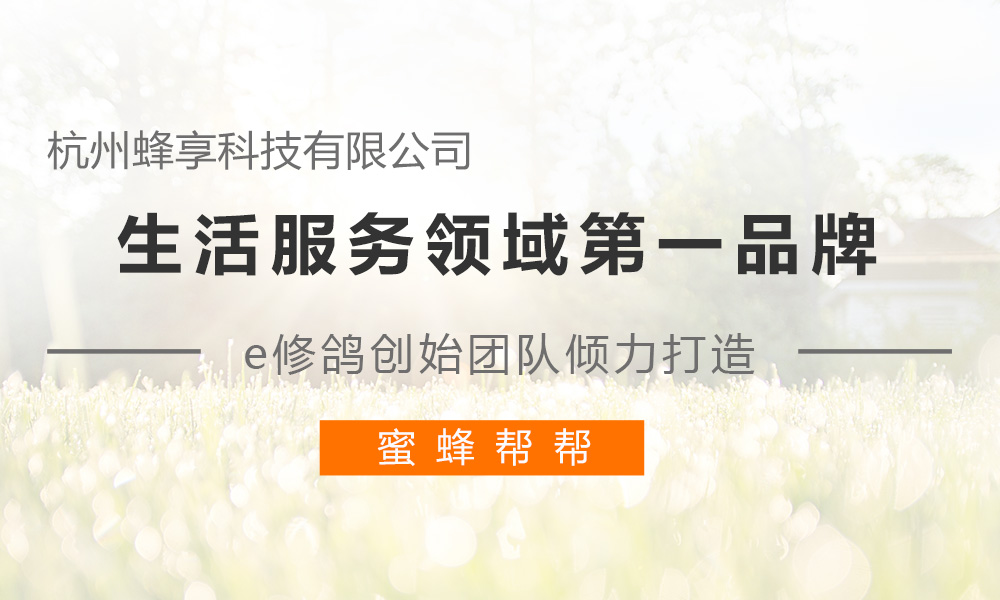 杭州蜂享科技有限公司
生活服务领域第一品牌
e修鸽创始团队倾力打造
蜜蜂帮帮